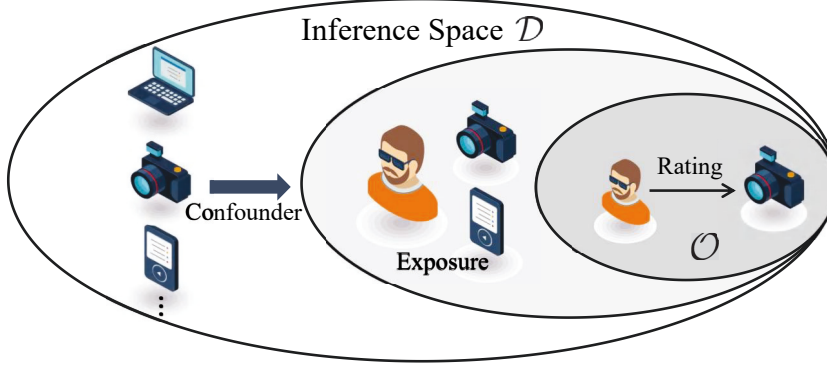 Inference Space 𝒟
Rating
Confounder
𝒪
Exposure